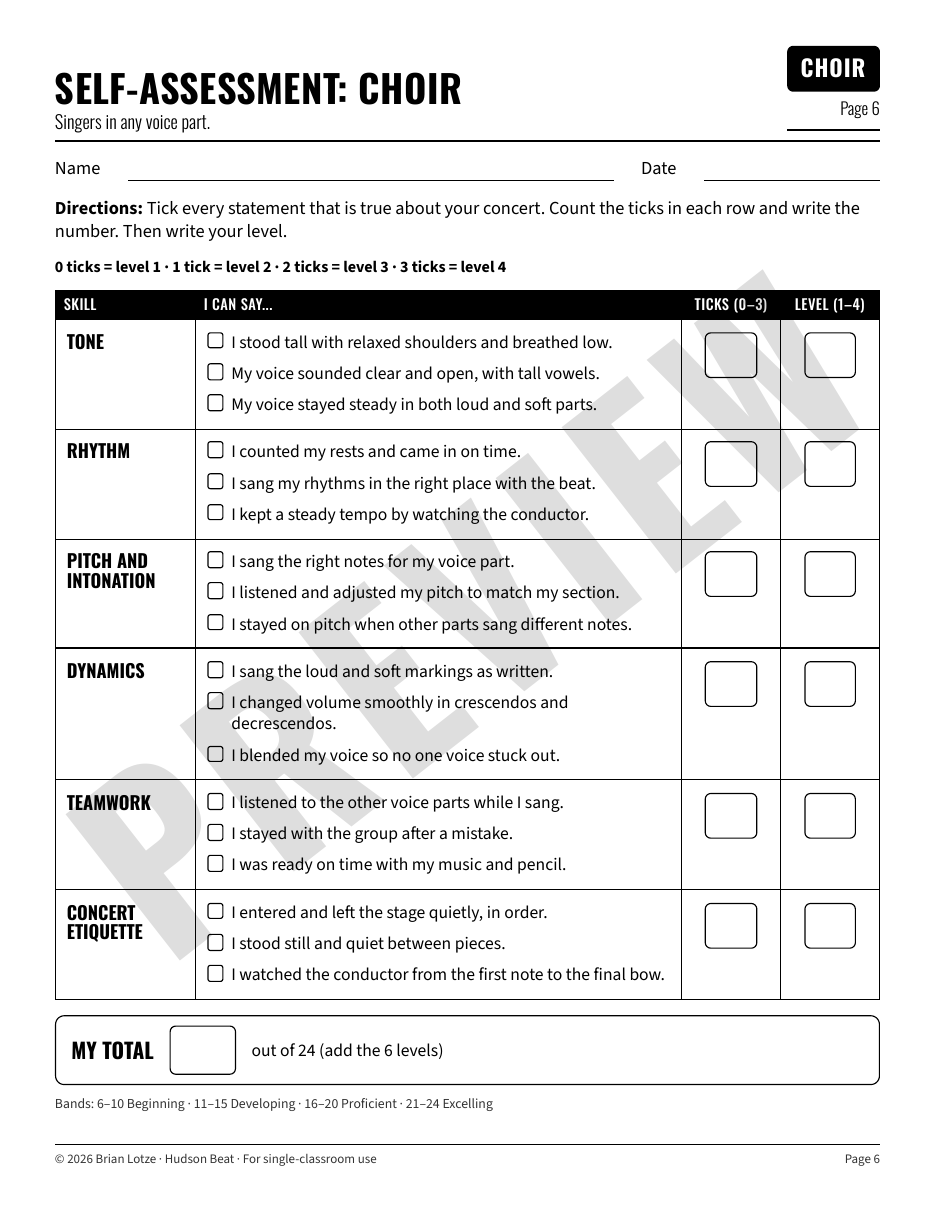 CHOIR
SELF-ASSESSMENT: CHOIR
Page 6
Singers in any voice part.
Name
Date
Directions: Tick every statement that is true about your concert. Count the ticks in each row and write the
number. Then write your level.
0 ticks = level 1 · 1 tick = level 2 · 2 ticks = level 3 · 3 ticks = level 4
SKILL I CAN SAY... TICKS (0–3) LEVEL (1–4)
TONE
I stood tall with relaxed shoulders and breathed low.
My voice sounded clear and open, with tall vowels.
My voice stayed steady in both loud and soft parts.
RHYTHM
I counted my rests and came in on time.
I sang my rhythms in the right place with the beat.
I kept a steady tempo by watching the conductor.
PITCH AND
INTONATION
I sang the right notes for my voice part.
I listened and adjusted my pitch to match my section.
I stayed on pitch when other parts sang different notes.
DYNAMICS
I sang the loud and soft markings as written.
I changed volume smoothly in crescendos and
decrescendos.
I blended my voice so no one voice stuck out.
TEAMWORK
I listened to the other voice parts while I sang.
I stayed with the group after a mistake.
I was ready on time with my music and pencil.
CONCERT
ETIQUETTE
I entered and left the stage quietly, in order.
I stood still and quiet between pieces.
I watched the conductor from the first note to the final bow.
PREVIEW
MY TOTAL out of 24 (add the 6 levels)
Bands: 6–10 Beginning · 11–15 Developing · 16–20 Proficient · 21–24 Excelling
© 2026 Brian Lotze · Hudson Beat · For single-classroom use
Page 6